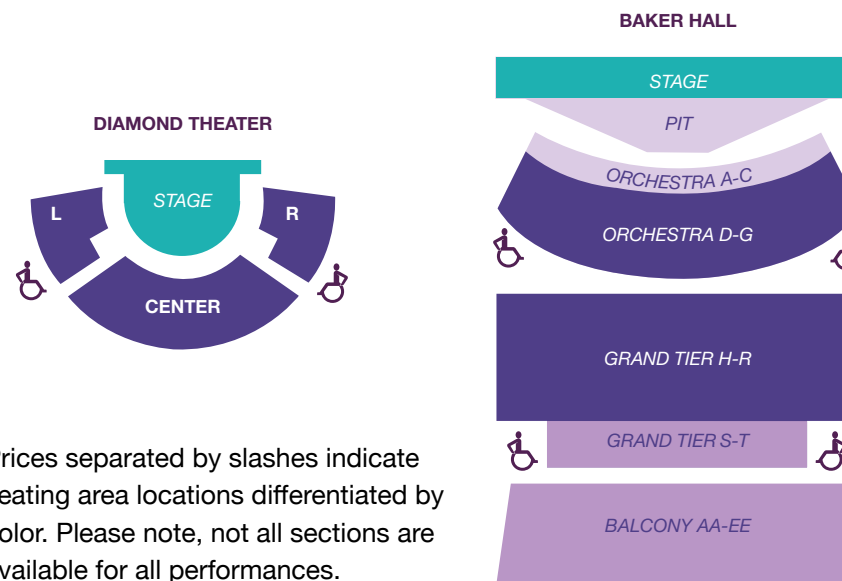 BAKER HALL
STAGE
PIT
ORCHESTRA A-C
ORCHESTRA D-G
GRAND TIER H-R
GRAND TIER S-T
BALCONY AA-EE
DIAMOND THEATER
STAGE
L
R
CENTER
rices separated by slashes indicate
eating area locations differentiated by
olor. Please note, not all sections are
vailable for all performances.